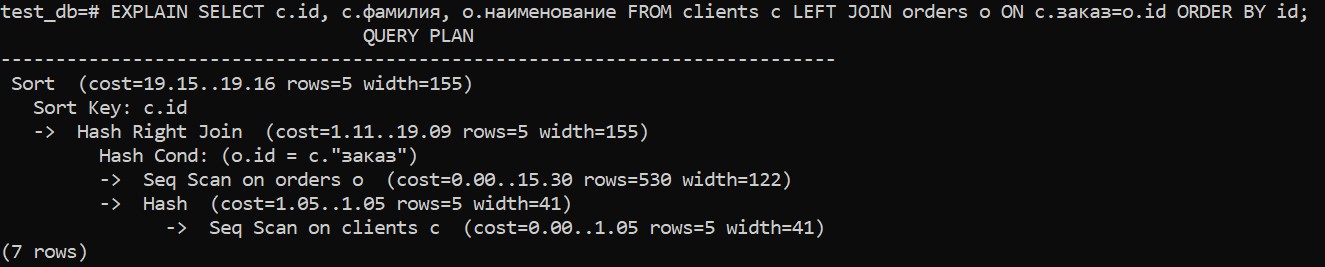 test_db=# EXPLAIN SELECT c.id, с.фамилия, о.наименование FROM clients c LEFT JOIN orders o ON с.заказ=o.id ORDER BY id;
QUERY PLAN
---------------------------------------------------------------------------
Sort  (cost=19.15..19.16 rows=5 width=155)
Sort Key: c.id
->  Hash Right Join  (cost=1.11..19.09 rows=5 width=155)
Hash Cond: (o.id = c."заказ")
->  Seq Scan on orders o  (cost=0.00..15.30 rows=530 width=122)
->  Hash  (cost=1.05..1.05 rows=5 width=41)
->  Seq Scan on clients c  (cost=0.00..1.05 rows=5 width=41)
(7 rows)